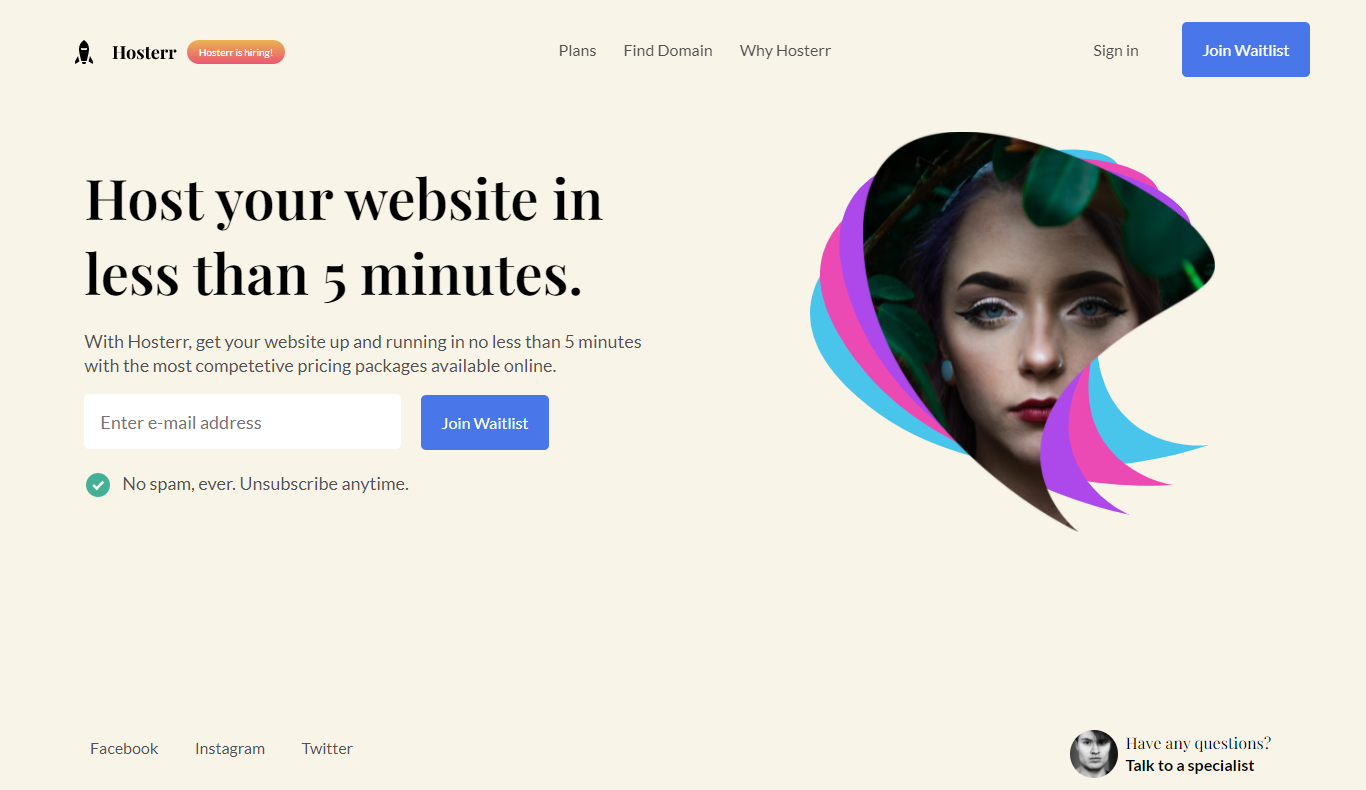 Hosterr
Hosterr is hiring!
Plans
Find Domain
Why Hosterr
Sign in
Join Waitlist
Host your website in
less than 5 minutes.
With Hosterr, get your website up and running in no less than 5 minutes
with the most competetive pricing packages available online.
Enter e-mail address
Join Waitlist
No spam, ever. Unsubscribe anytime.
Facebook
Instagram
Twitter
Have any questions?
Talk to a specialist